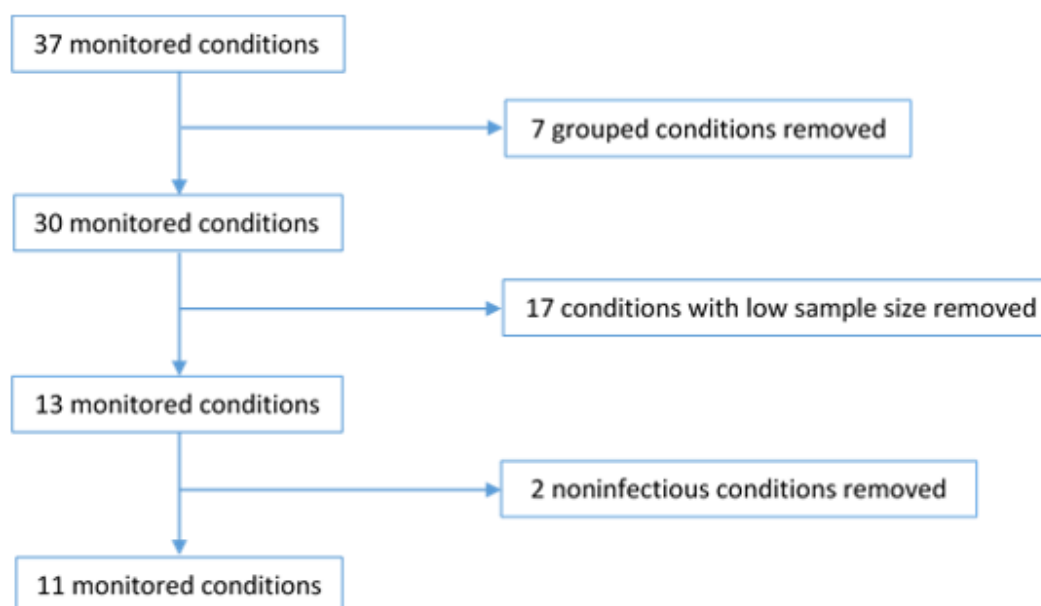 37 monitored conditions
7 grouped conditions removed
30 monitored conditions
17 conditions with low sample size removed
13 monitored conditions
2 noninfectious conditions removed
11 monitored conditions